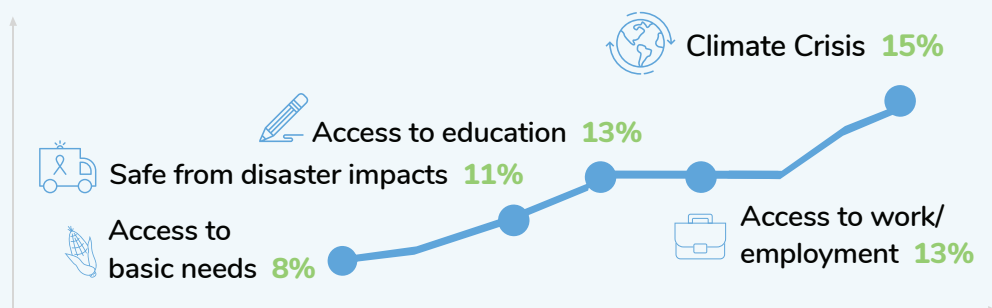 Climate Crisis 15%
Access to education 13%
Safe from disaster impacts 11%
Access to
basic needs 8%
Access to work/
employment 13%